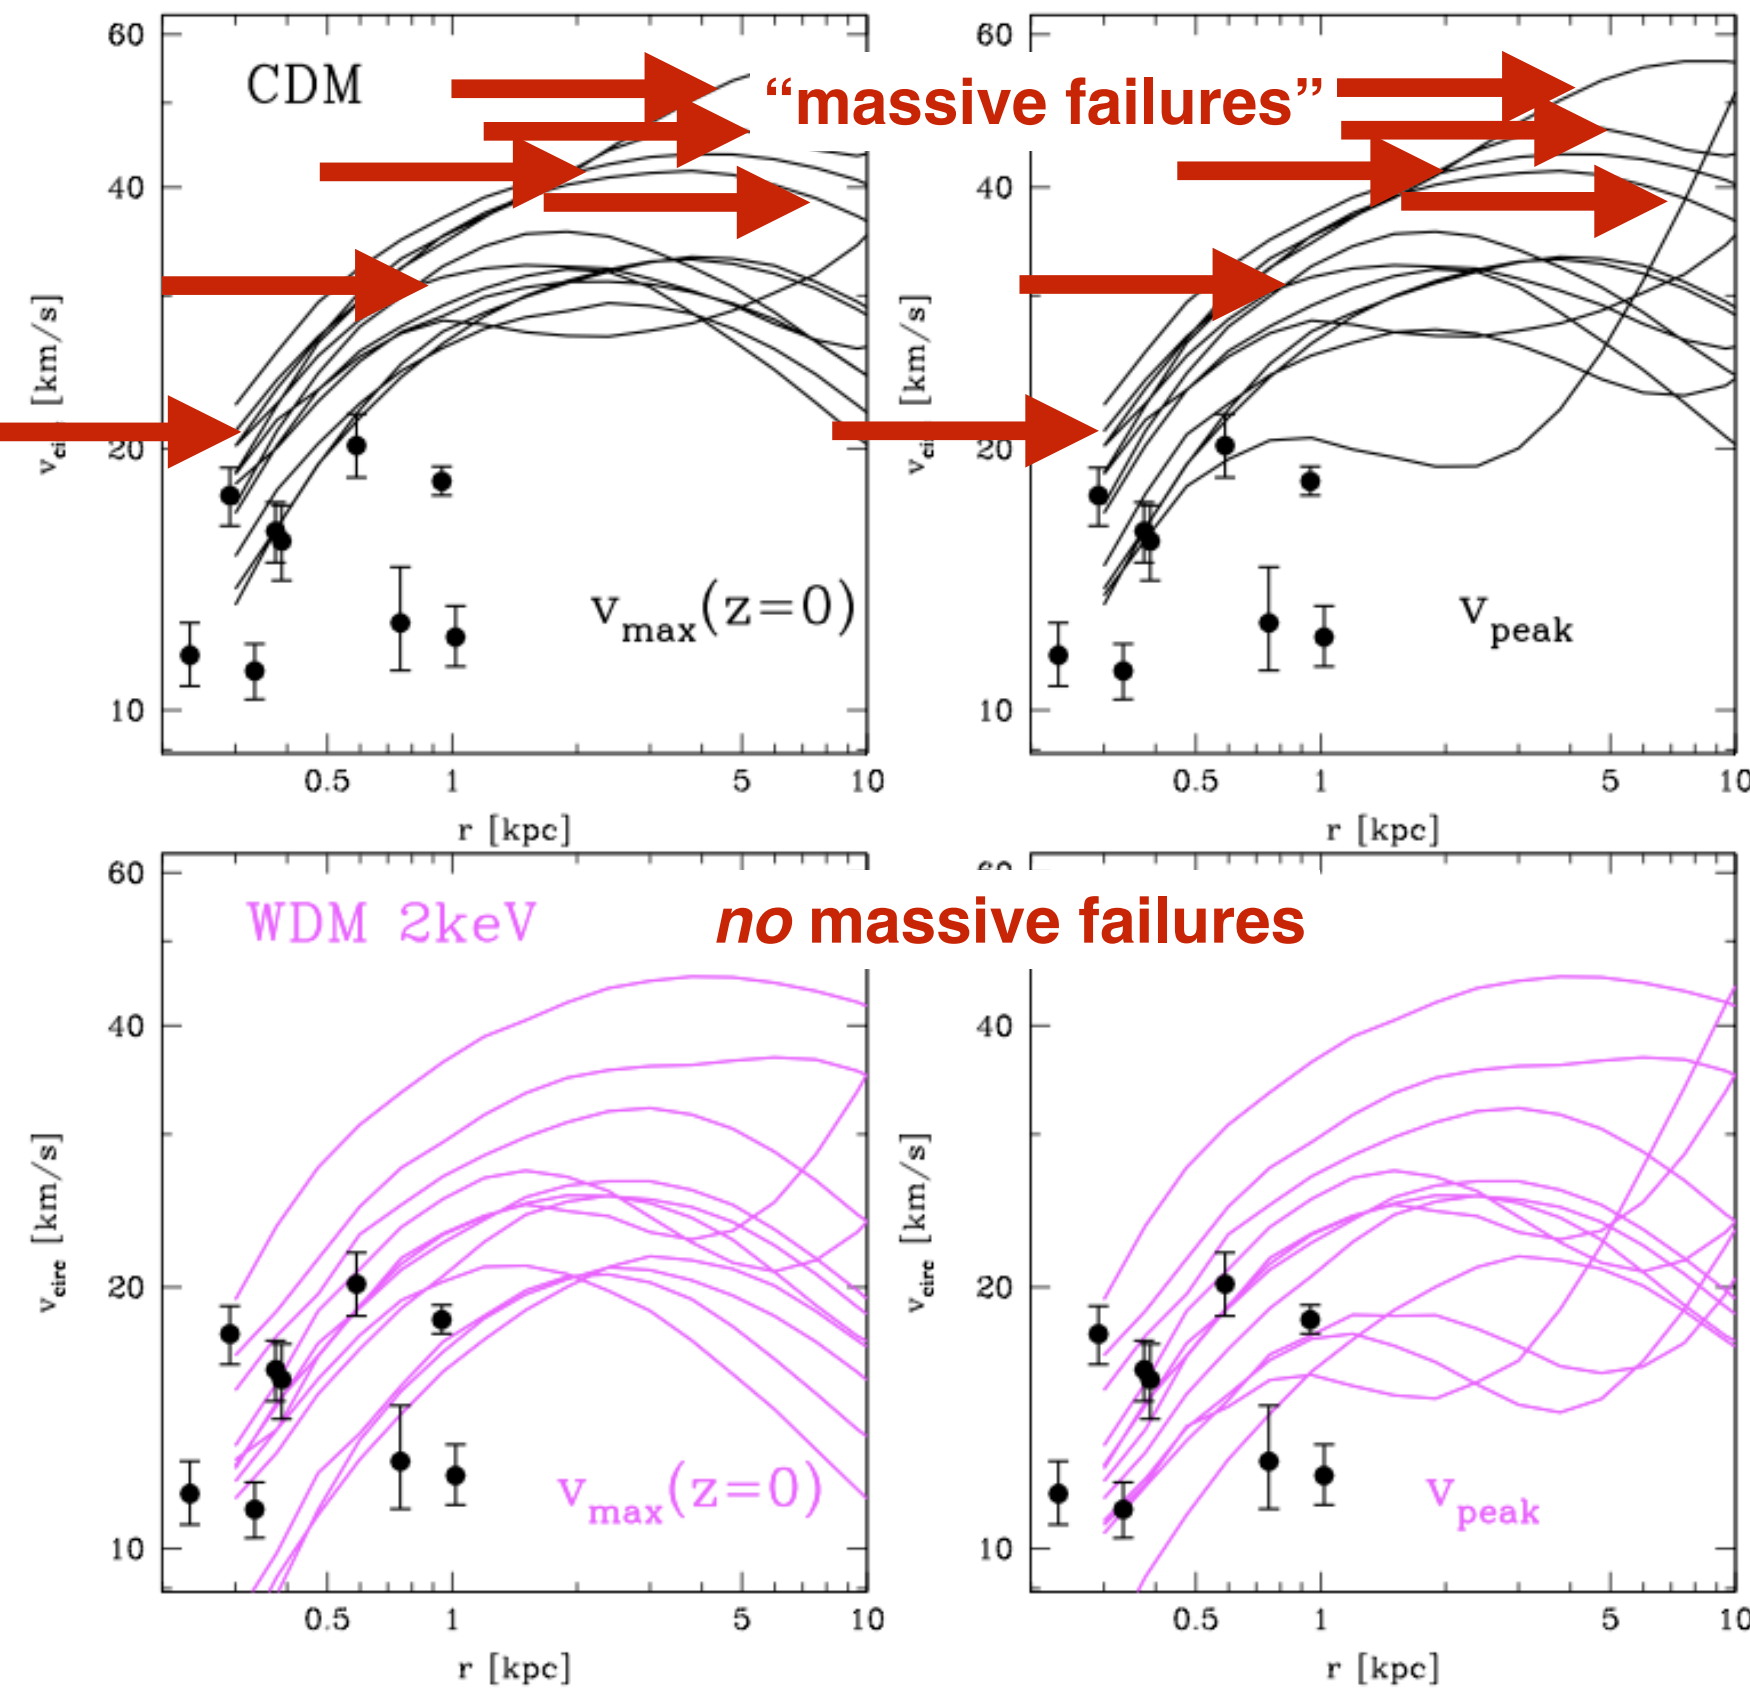 60
CDM
40
20
10
v_circ [km/s]
v_max(z=0)
0.5 1 5 10
r [kpc]
“massive failures”
60
40
20
10
[km/s]
v_peak
0.5 1 5 10
r [kpc]
60
WDM 2keV
40
20
10
v_circ [km/s]
v_max(z=0)
0.5 1 5 10
r [kpc]
no massive failures
60
40
20
10
v_circ [km/s]
v_peak
0.5 1 5 10
r [kpc]